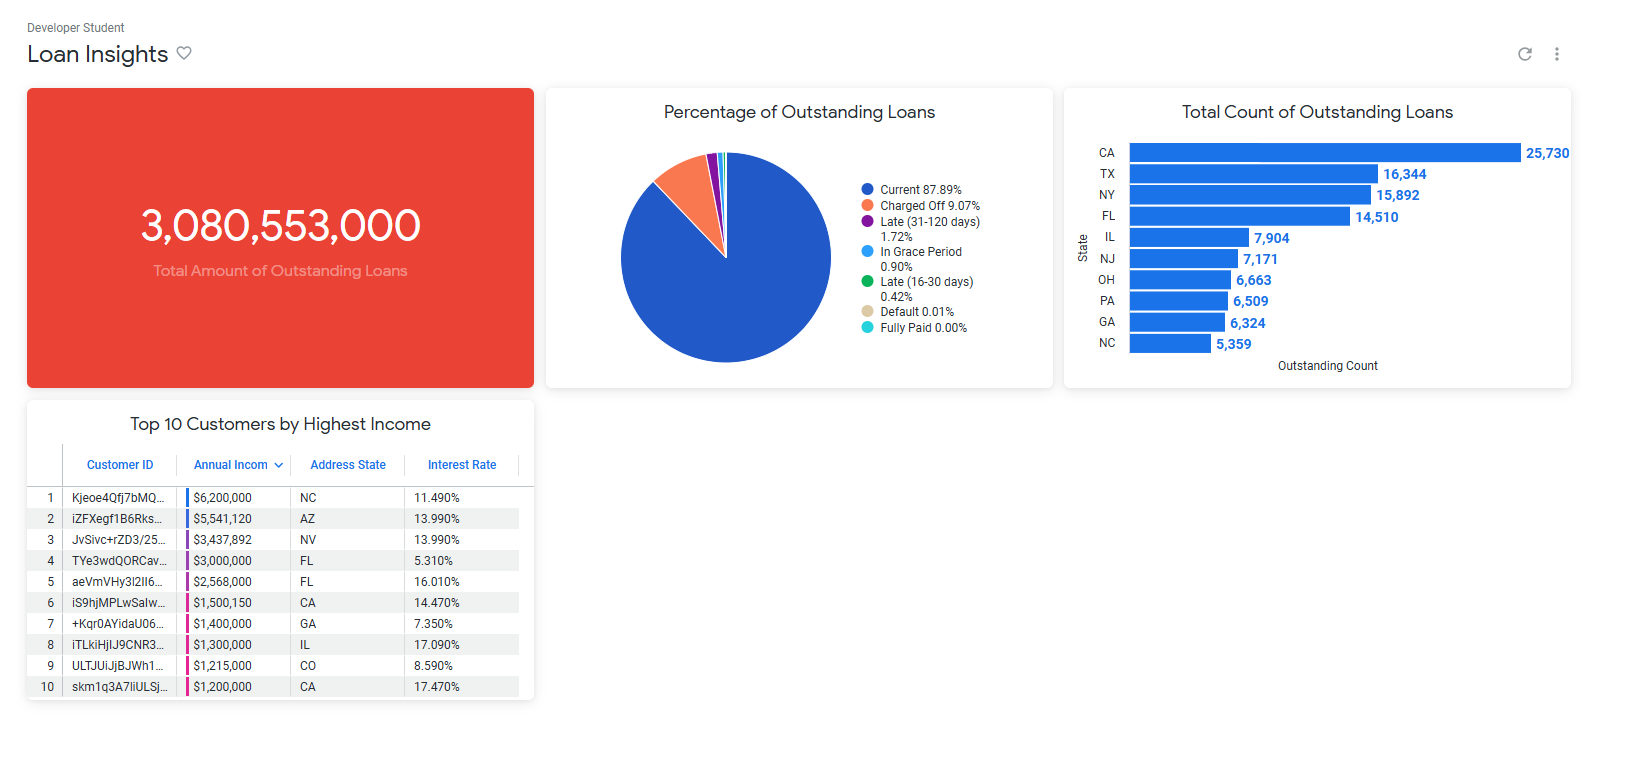 Developer Student
Loan Insights
3,080,553,000
Total Amount of Outstanding Loans
Percentage of Outstanding Loans
Current 87.89%
Charged Off 9.07%
Late (31-120 days)
1.72%
In Grace Period
0.90%
Late (16-30 days)
0.42%
Default 0.01%
Fully Paid 0.00%
Total Count of Outstanding Loans
State
CA 25,730
TX 16,344
NY 15,892
FL 14,510
IL 7,904
NJ 7,171
OH 6,663
PA 6,509
GA 6,324
NC 5,359
Outstanding Count
Top 10 Customers by Highest Income
Customer ID Annual Incom Address State Interest Rate
1 Kjeoe4Qfj7bMQ... $6,200,000 NC 11.490%
2 iZFXegf1B6Rks... $5,541,120 AZ 13.990%
3 JvSivc+rZD3/25... $3,437,892 NV 13.990%
4 TYe3wdQORCav... $3,000,000 FL 5.310%
5 $2,568,000 FL 16.010%
6 $1,500,150 CA 14.470%
7 +Kqr0AYidaU06... $1,400,000 GA 7.350%
8 $1,300,000 IL 17.090%
9 ULTJUiJjBJWh1... $1,215,000 CO 8.590%
10 $1,200,000 CA 17.470%